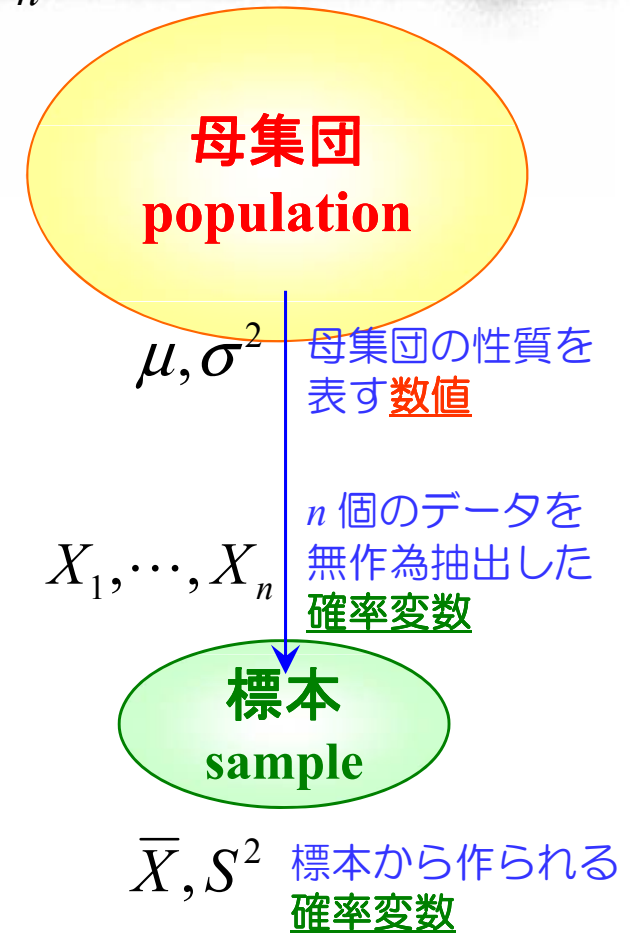 n
母集団
population
μ, σ²
母集団の性質を
表す数値
n 個のデータを
無作為抽出した
確率変数
X₁,⋯, Xₙ
標本
sample
X̅, S²
標本から作られる
確率変数